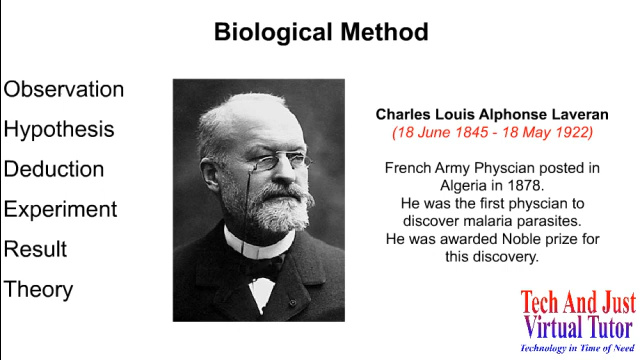 Biological Method
Observation
Hypothesis
Deduction
Experiment
Result
Theory
Charles Louis Alphonse Laveran
(18 June 1845 - 18 May 1922)
French Army Physcian posted in
Algeria in 1878.
He was the first physcian to
discover malaria parasites.
He was awarded Noble prize for
this discovery.
Tech And Just
Virtual Tutor
Technology in Time of Need